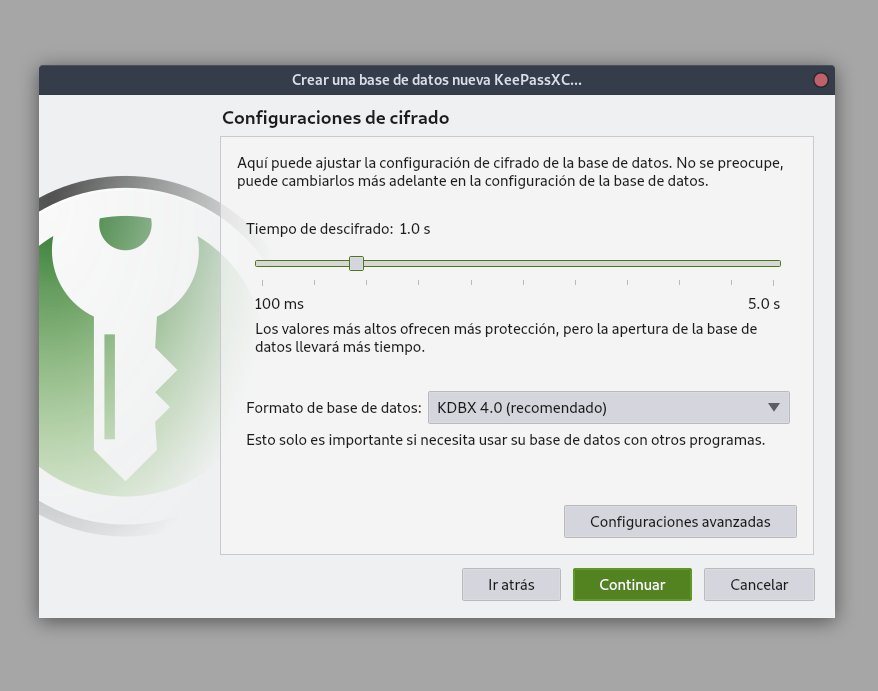 Crear una base de datos nueva KeePassXC...
Configuraciones de cifrado
Aquí puede ajustar la configuración de cifrado de la base de datos. No se preocupe,
puede cambiarlos más adelante en la configuración de la base de datos.
Tiempo de descifrado: 1.0 s
100 ms 5.0 s
Los valores más altos ofrecen más protección, pero la apertura de la base de
datos llevará más tiempo.
Formato de base de datos: KDBX 4.0 (recomendado)
Esto solo es importante si necesita usar su base de datos con otros programas.
Configuraciones avanzadas
Ir atrás Continuar Cancelar